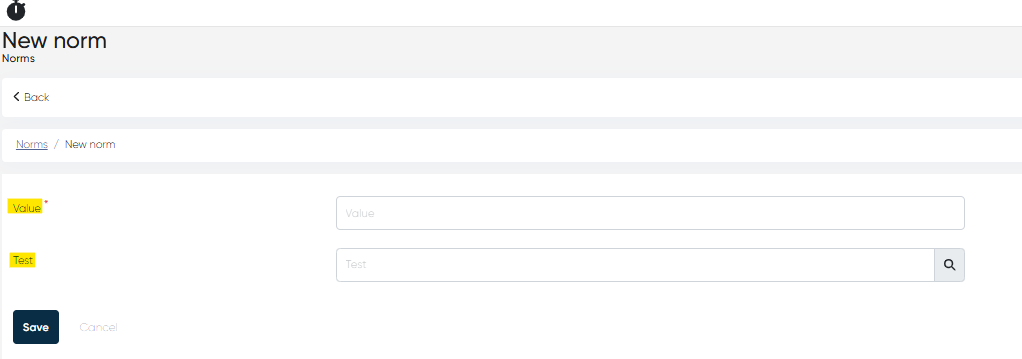 New norm
Norms
Back
Norms / New norm
Value * Value
Test Test
Save Cancel